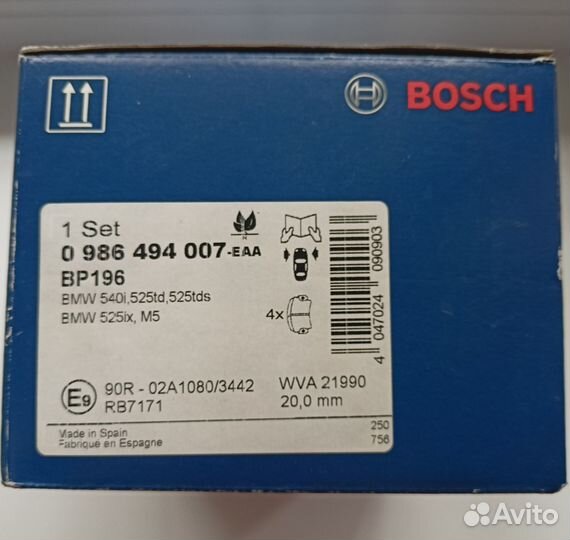 BOSCH
1 Set
0 986 494 007-EAA
BP196
BMW 540i,525td,525tds
BMW 525ix, M5
4x
4 047024 090903
E9
90R - 02A1080/3442
WVA 21990
RB7171
20,0 mm
Made in Spain
Fabriqué en Espagne
250
756
Avito